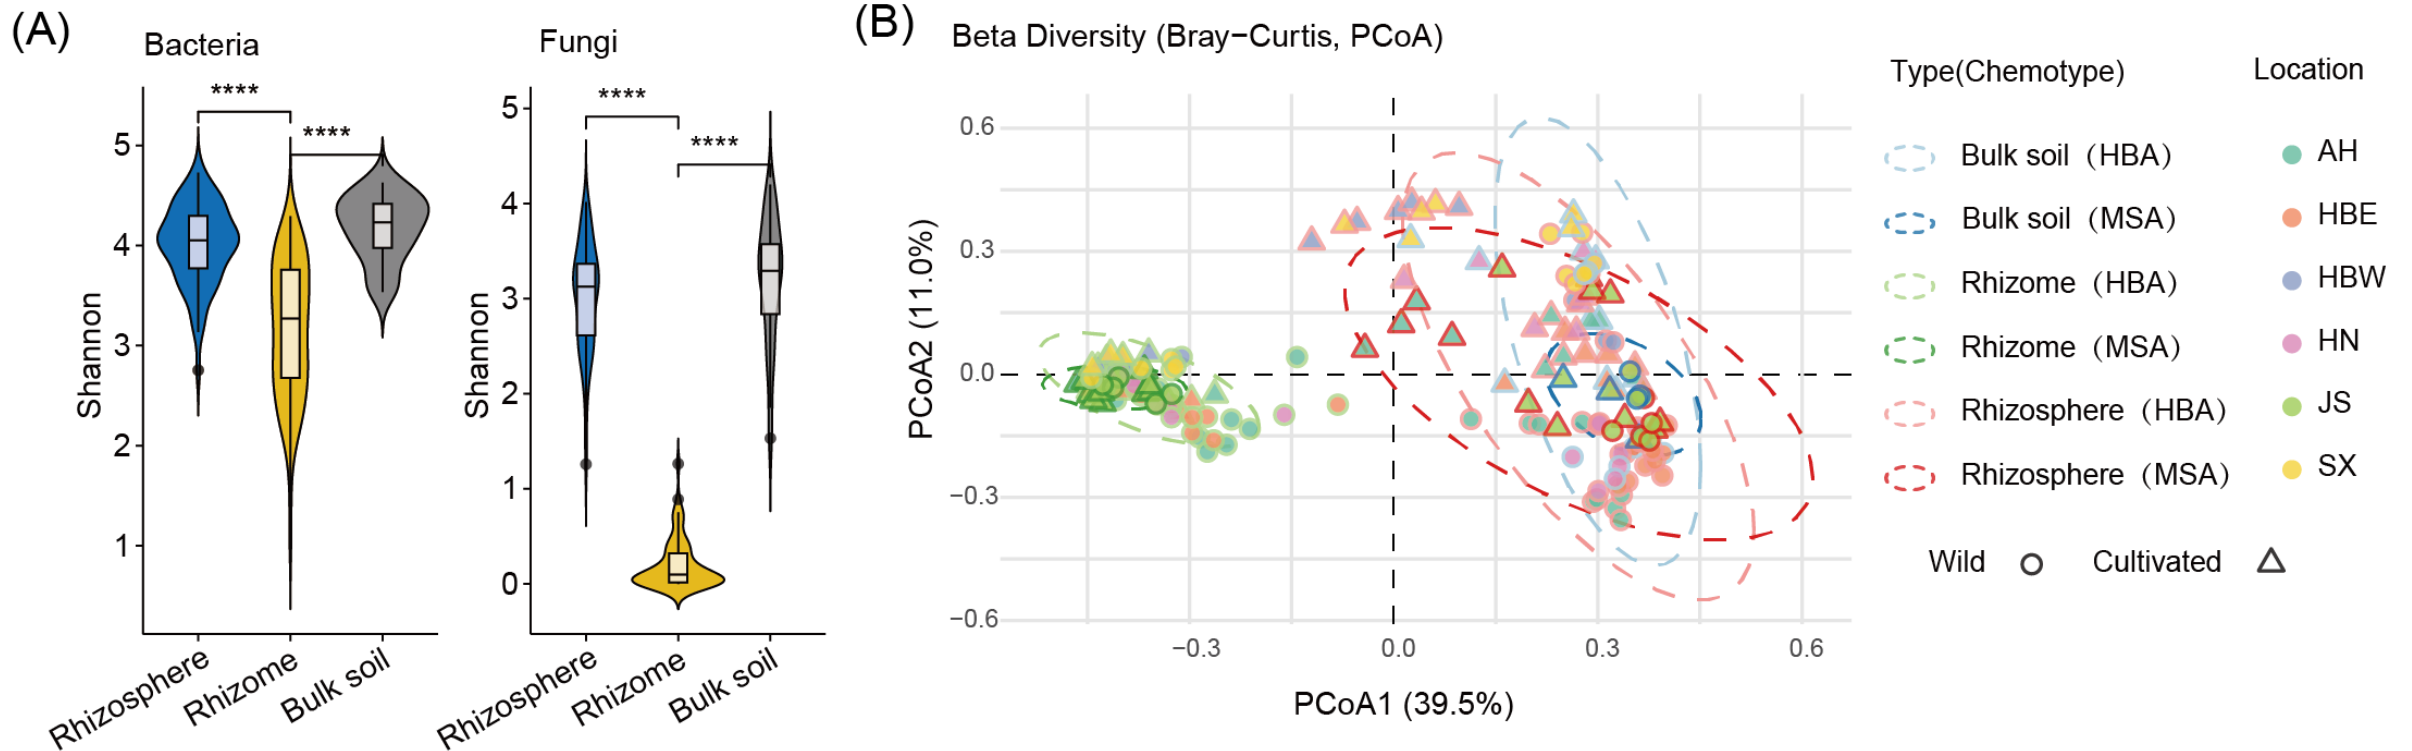 (A)
Bacteria
Fungi
****
****
****
****
Shannon
5
4
3
2
1
Rhizosphere
Rhizome
Bulk soil
Shannon
5
4
3
2
1
0
Rhizosphere
Rhizome
Bulk soil
(B)
Beta Diversity (Bray−Curtis, PCoA)
PCoA2 (11.0%)
0.6
0.3
0.0
−0.3
−0.6
−0.3
0.0
0.3
0.6
PCoA1 (39.5%)
Type(Chemotype)
Bulk soil (HBA)
Bulk soil (MSA)
Rhizome (HBA)
Rhizome (MSA)
Rhizosphere (HBA)
Rhizosphere (MSA)
Location
AH
HBE
HBW
HN
JS
SX
Wild
Cultivated